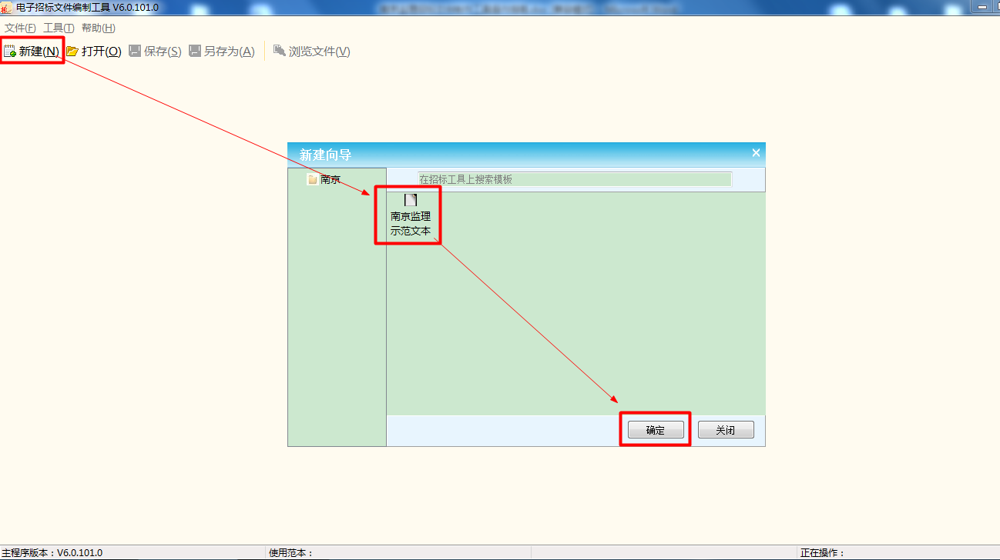 电子招标文件编制工具 V6.0.101.0
文件(F) 工具(T) 帮助(H)
新建(N) 打开(O) 保存(S) 另存为(A) 浏览文件(V)
新建向导
南京
在招标工具上搜索模板
南京监理
示范文本
确定 关闭
主程序版本：V6.0.101.0 使用范本： 正在操作：